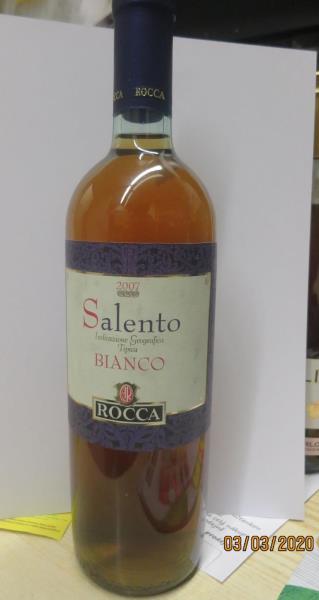 ROCCA
2007
Salento
Indicazione Geografica
Tipica
BIANCO
ROCCA
03/03/2020